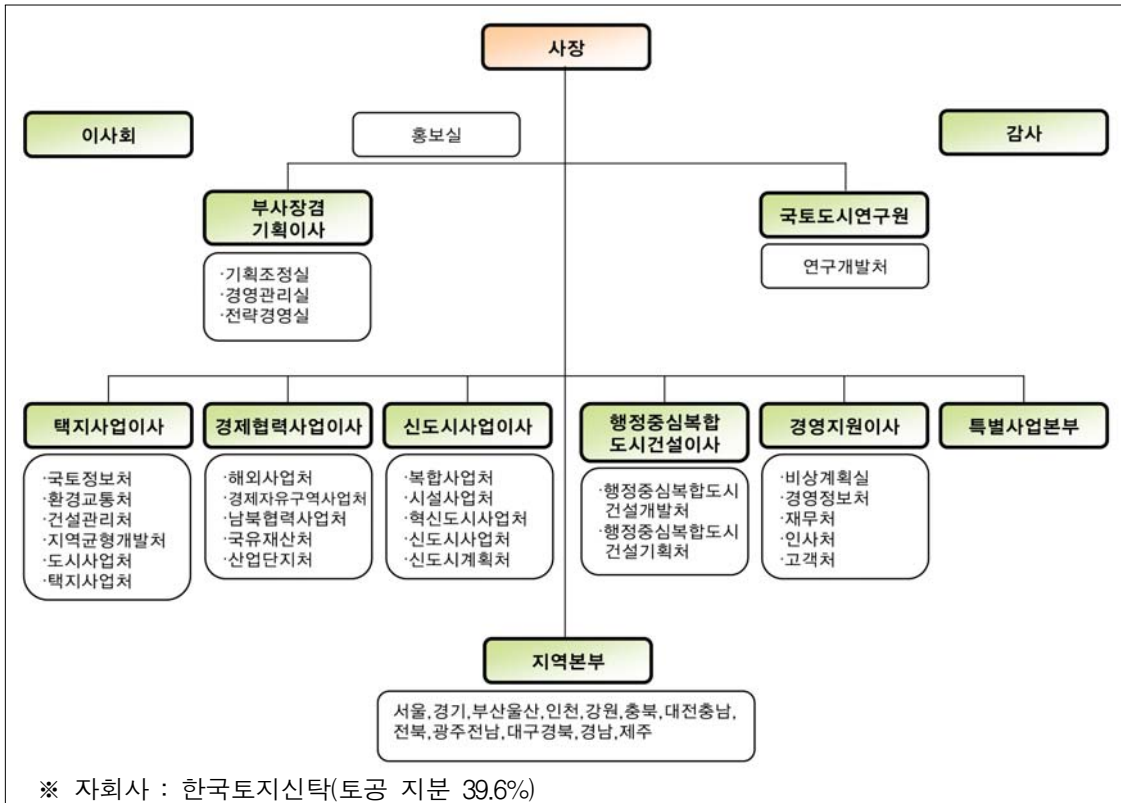 사장
이사회
홍보실
감사
부사장겸
기획이사
·기획조정실
·경영관리실
·전략경영실
국토도시연구원
연구개발처
택지사업이사
·국토정보처
·환경교통처
·건설관리처
·지역균형개발처
·도시사업처
·택지사업처
경제협력사업이사
·해외사업처
·경제자유구역사업처
·남북협력사업처
·국유재산처
·산업단지처
신도시사업이사
·복합사업처
·시설사업처
·혁신도시사업처
·신도시사업처
·신도시계획처
행정중심복합
도시건설이사
·행정중심복합도시
건설개발처
·행정중심복합도시
건설기획처
경영지원이사
·비상계획실
·경영정보처
·재무처
·인사처
·고객처
특별사업본부
지역본부
서울,경기,부산울산,인천,강원,충북,대전충남,
전북,광주전남,대구경북,경남,제주
※ 자회사 : 한국토지신탁(토공 지분 39.6%)